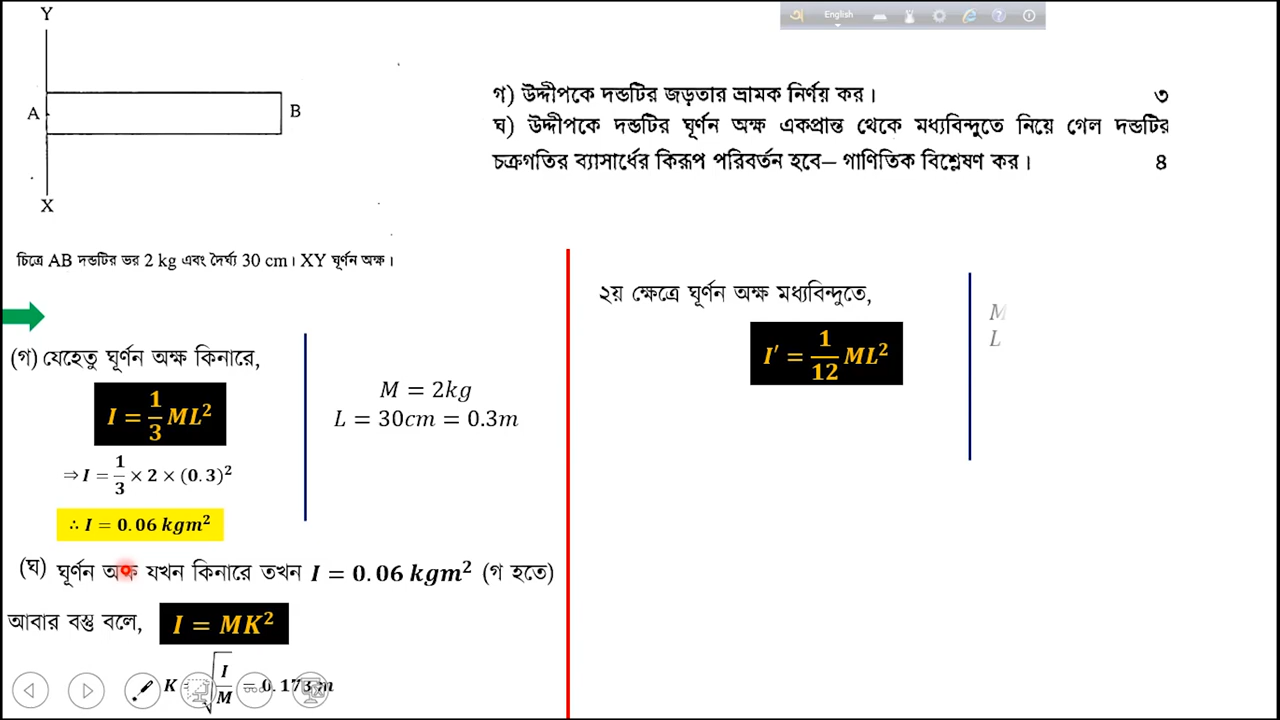 English
Y
A
B
X
গ) উদ্দীপকে দন্ডটির জড়তার ভ্রামক নির্ণয় কর।
৩
ঘ) উদ্দীপকে দন্ডটির ঘূর্ণন অক্ষ একপ্রান্ত থেকে মধ্যবিন্দুতে নিয়ে গেল দন্ডটির
চক্রগতির ব্যাসার্ধের কিরূপ পরিবর্তন হবে– গাণিতিক বিশ্লেষণ কর।
৪
চিত্রে AB দন্ডটির ভর 2 kg এবং দৈর্ঘ্য 30 cm। XY ঘূর্ণন অক্ষ।
(গ) যেহেতু ঘূর্ণন অক্ষ কিনারে,
I = 1/3 ML²
⇒ I = 1/3 × 2 × (0.3)²
∴ I = 0.06 kgm²
M = 2kg
L = 30cm = 0.3m
(ঘ) ঘূর্ণন অক্ষ যখন কিনারে তখন I = 0.06 kgm² (গ হতে)
আবার বস্তু বলে, I = MK²
K = √(I/M) = 0.173 m
২য় ক্ষেত্রে ঘূর্ণন অক্ষ মধ্যবিন্দুতে,
I′ = 1/12 ML²
M
L